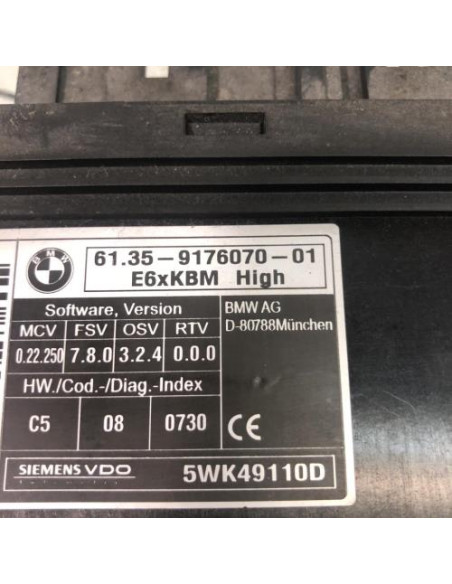 BMW
61.35-9176070-01
E6xKBM High
Software, Version
MCV FSV OSV RTV
0.22.250 7.8.0 3.2.4 0.0.0
BMW AG
D-80788München
HW./Cod.-/Diag.-Index
C5 08 0730
CE
SIEMENS VDO 5WK49110D